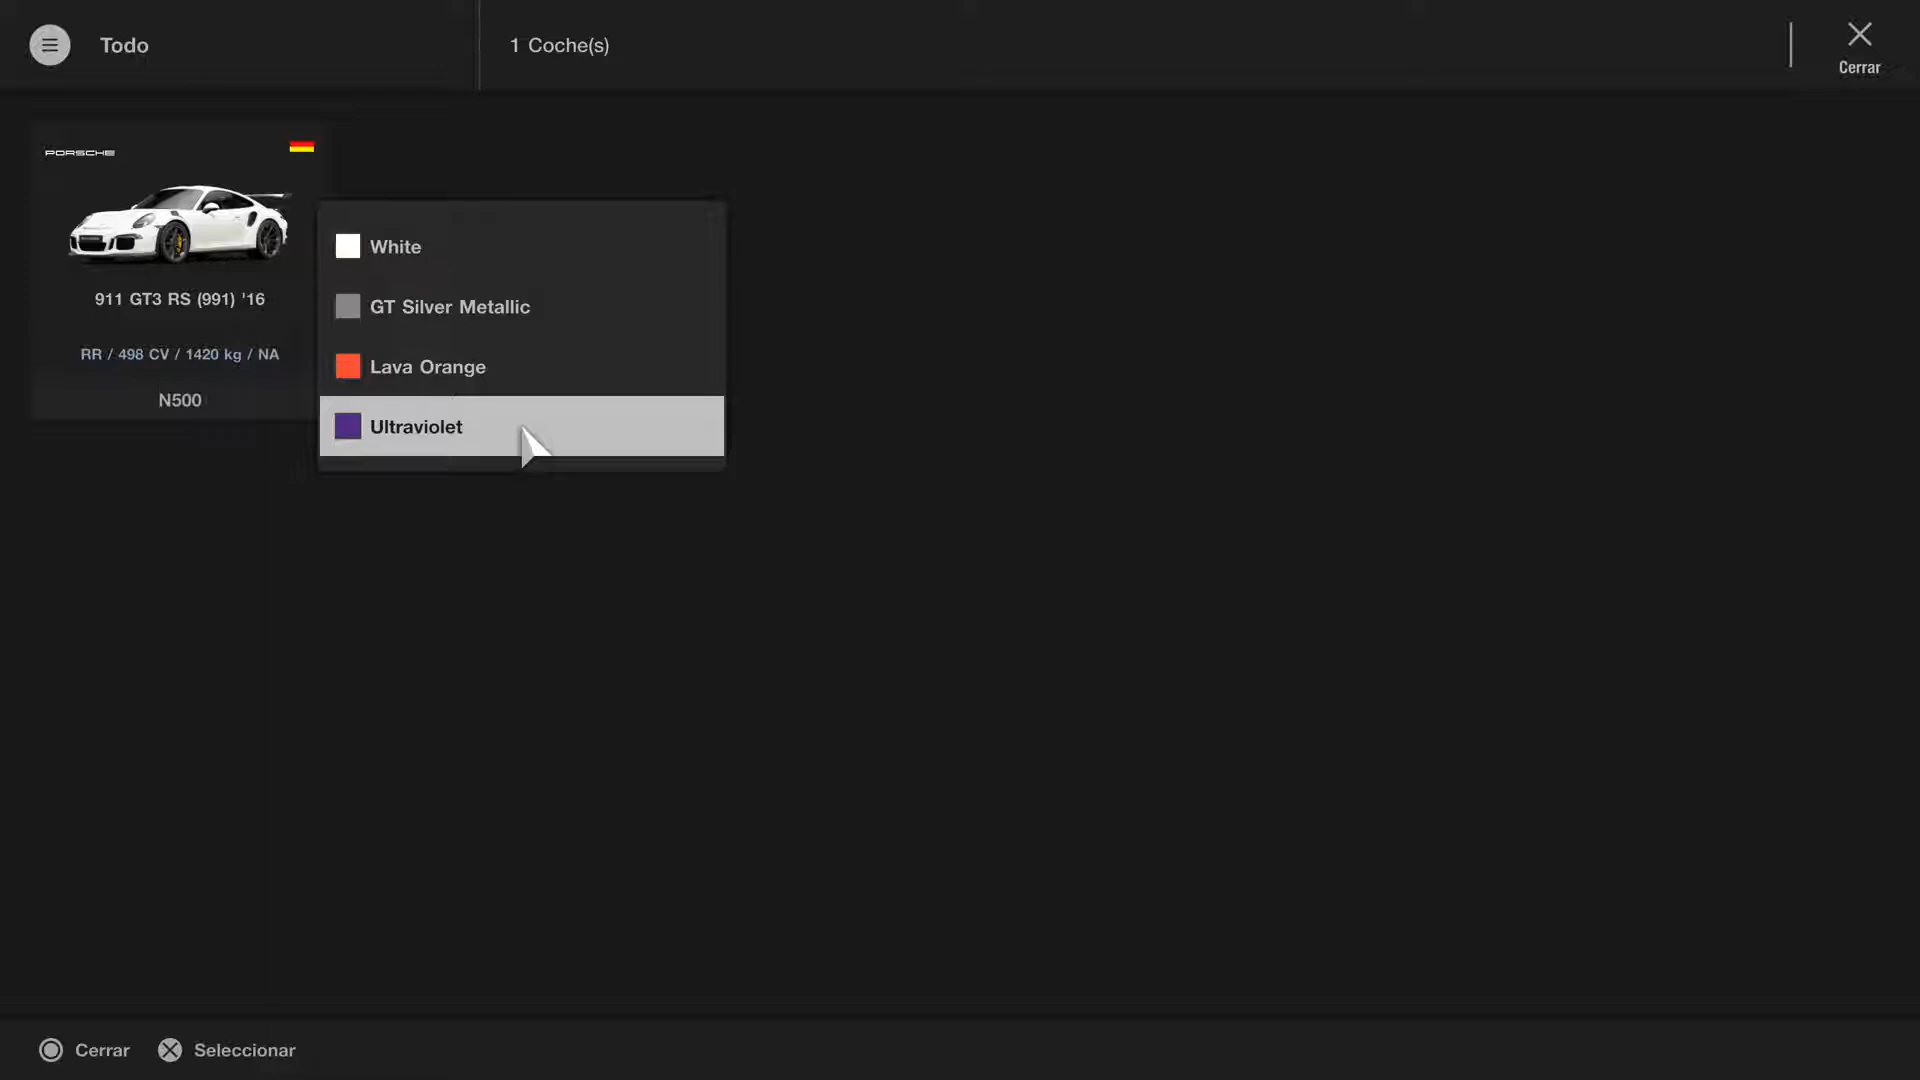 Todo
1 Coche(s)
Cerrar
PORSCHE
911 GT3 RS (991) '16
RR / 498 CV / 1420 kg / NA
N500
White
GT Silver Metallic
Lava Orange
Ultraviolet
Cerrar
Seleccionar